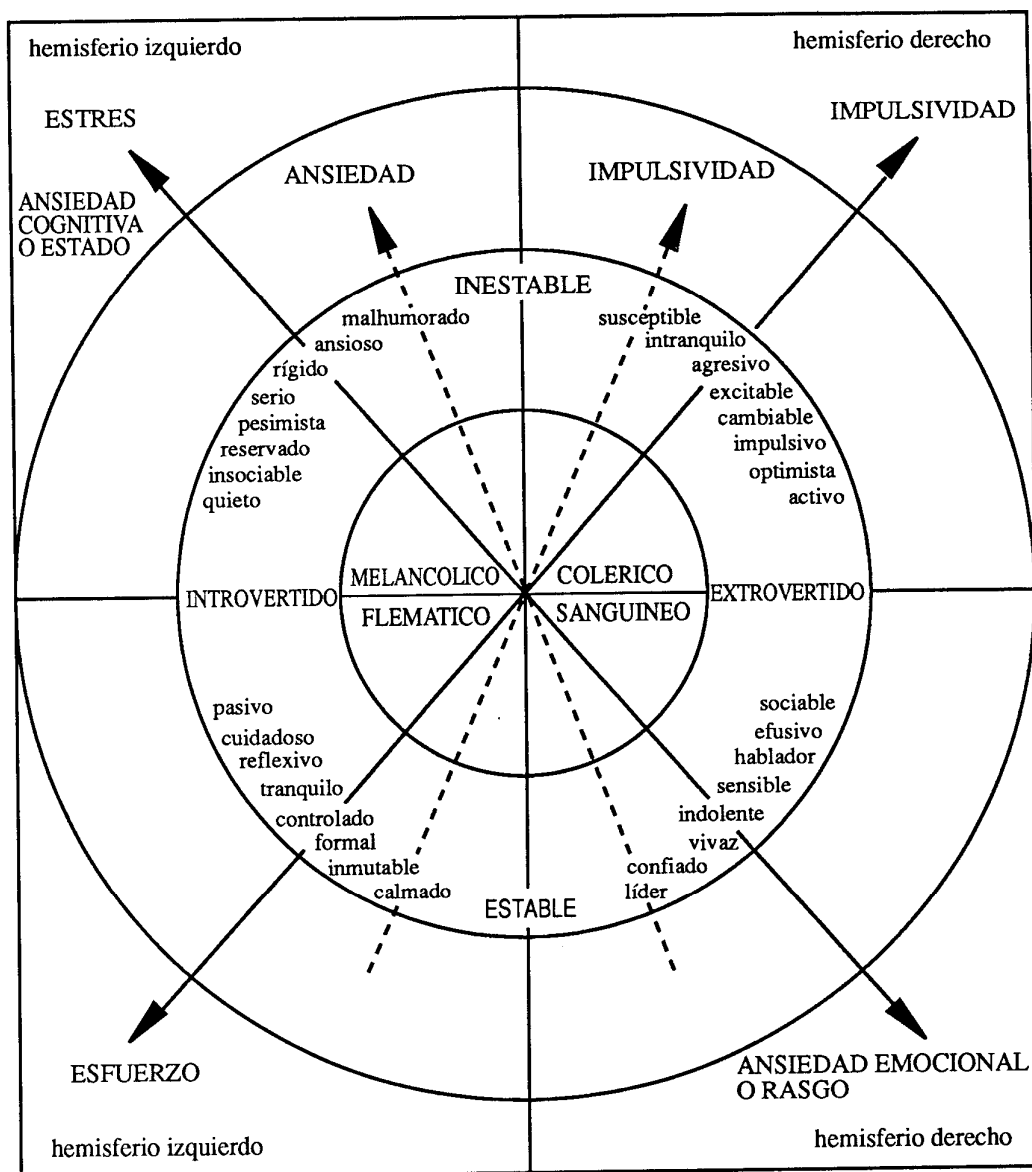 hemisferio izquierdo
hemisferio derecho
ESTRES
IMPULSIVIDAD
ANSIEDAD
IMPULSIVIDAD
ANSIEDAD
COGNITIVA
O ESTADO
INESTABLE
malhumorado
ansioso
rígido
serio
pesimista
reservado
insociable
quieto
susceptible
intranquilo
agresivo
excitable
cambiable
impulsivo
optimista
activo
INTROVERTIDO
MELANCOLICO
COLERICO
FLEMATICO
SANGUINEO
EXTROVERTIDO
pasivo
cuidadoso
reflexivo
tranquilo
controlado
formal
inmutable
calmado
sociable
efusivo
hablador
sensible
indolente
vivaz
confiado
líder
ESTABLE
ESFUERZO
ANSIEDAD EMOCIONAL
O RASGO
hemisferio izquierdo
hemisferio derecho